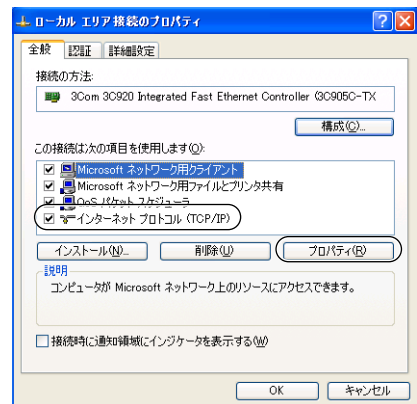 ローカル エリア接続のプロパティ
全般 認証 詳細設定
接続の方法:
3Com 3C920 Integrated Fast Ethernet Controller (3C905C-TX
構成(C)...
この接続は次の項目を使用します(O):
Microsoft ネットワーク用クライアント
Microsoft ネットワーク用ファイルとプリンタ共有
QoS パケット スケジューラ
インターネット プロトコル (TCP/IP)
インストール(N)... 削除(U) プロパティ(R)
説明
コンピュータが Microsoft ネットワーク上のリソースにアクセスできます。
接続時に通知領域にインジケータを表示する(W)
OK キャンセル